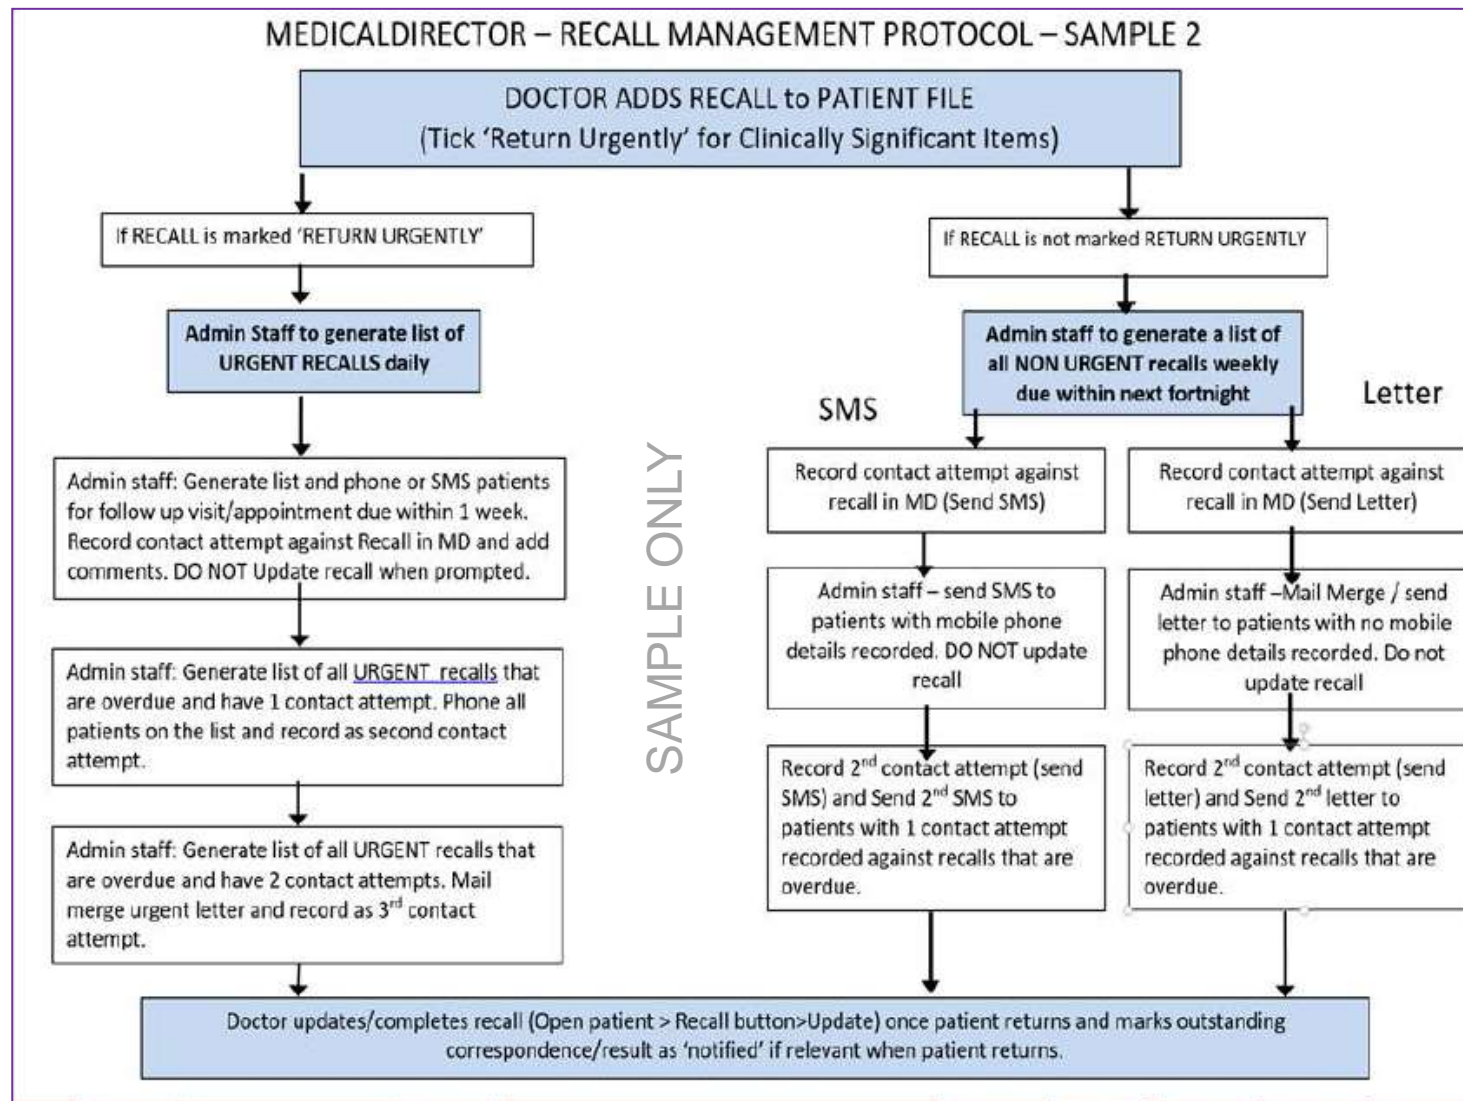 MEDICALDIRECTOR – RECALL MANAGEMENT PROTOCOL – SAMPLE 2
DOCTOR ADDS RECALL to PATIENT FILE
(Tick ‘Return Urgently’ for Clinically Significant Items)
If RECALL is marked ‘RETURN URGENTLY’
Admin Staff to generate list of
URGENT RECALLS daily
Admin staff: Generate list and phone or SMS patients
for follow up visit/appointment due within 1 week.
Record contact attempt against Recall in MD and add
comments. DO NOT Update recall when prompted.
Admin staff: Generate list of all URGENT recalls that
are overdue and have 1 contact attempt. Phone all
patients on the list and record as second contact
attempt.
Admin staff: Generate list of all URGENT recalls that
are overdue and have 2 contact attempts. Mail
merge urgent letter and record as 3rd contact
attempt.
SAMPLE ONLY
If RECALL is not marked RETURN URGENTLY
Admin staff to generate a list of
all NON URGENT recalls weekly
due within next fortnight
SMS
Record contact attempt against
recall in MD (Send SMS)
Admin staff – send SMS to
patients with mobile phone
details recorded. DO NOT update
recall
Record 2nd contact attempt (send
SMS) and Send 2nd SMS to
patients with 1 contact attempt
recorded against recalls that are
overdue.
Letter
Record contact attempt against
recall in MD (Send Letter)
Admin staff –Mail Merge / send
letter to patients with no mobile
phone details recorded. Do not
update recall
Record 2nd contact attempt (send
letter) and Send 2nd letter to
patients with 1 contact attempt
recorded against recalls that are
overdue.
Doctor updates/completes recall (Open patient > Recall button>Update) once patient returns and marks outstanding
correspondence/result as ‘notified’ if relevant when patient returns.